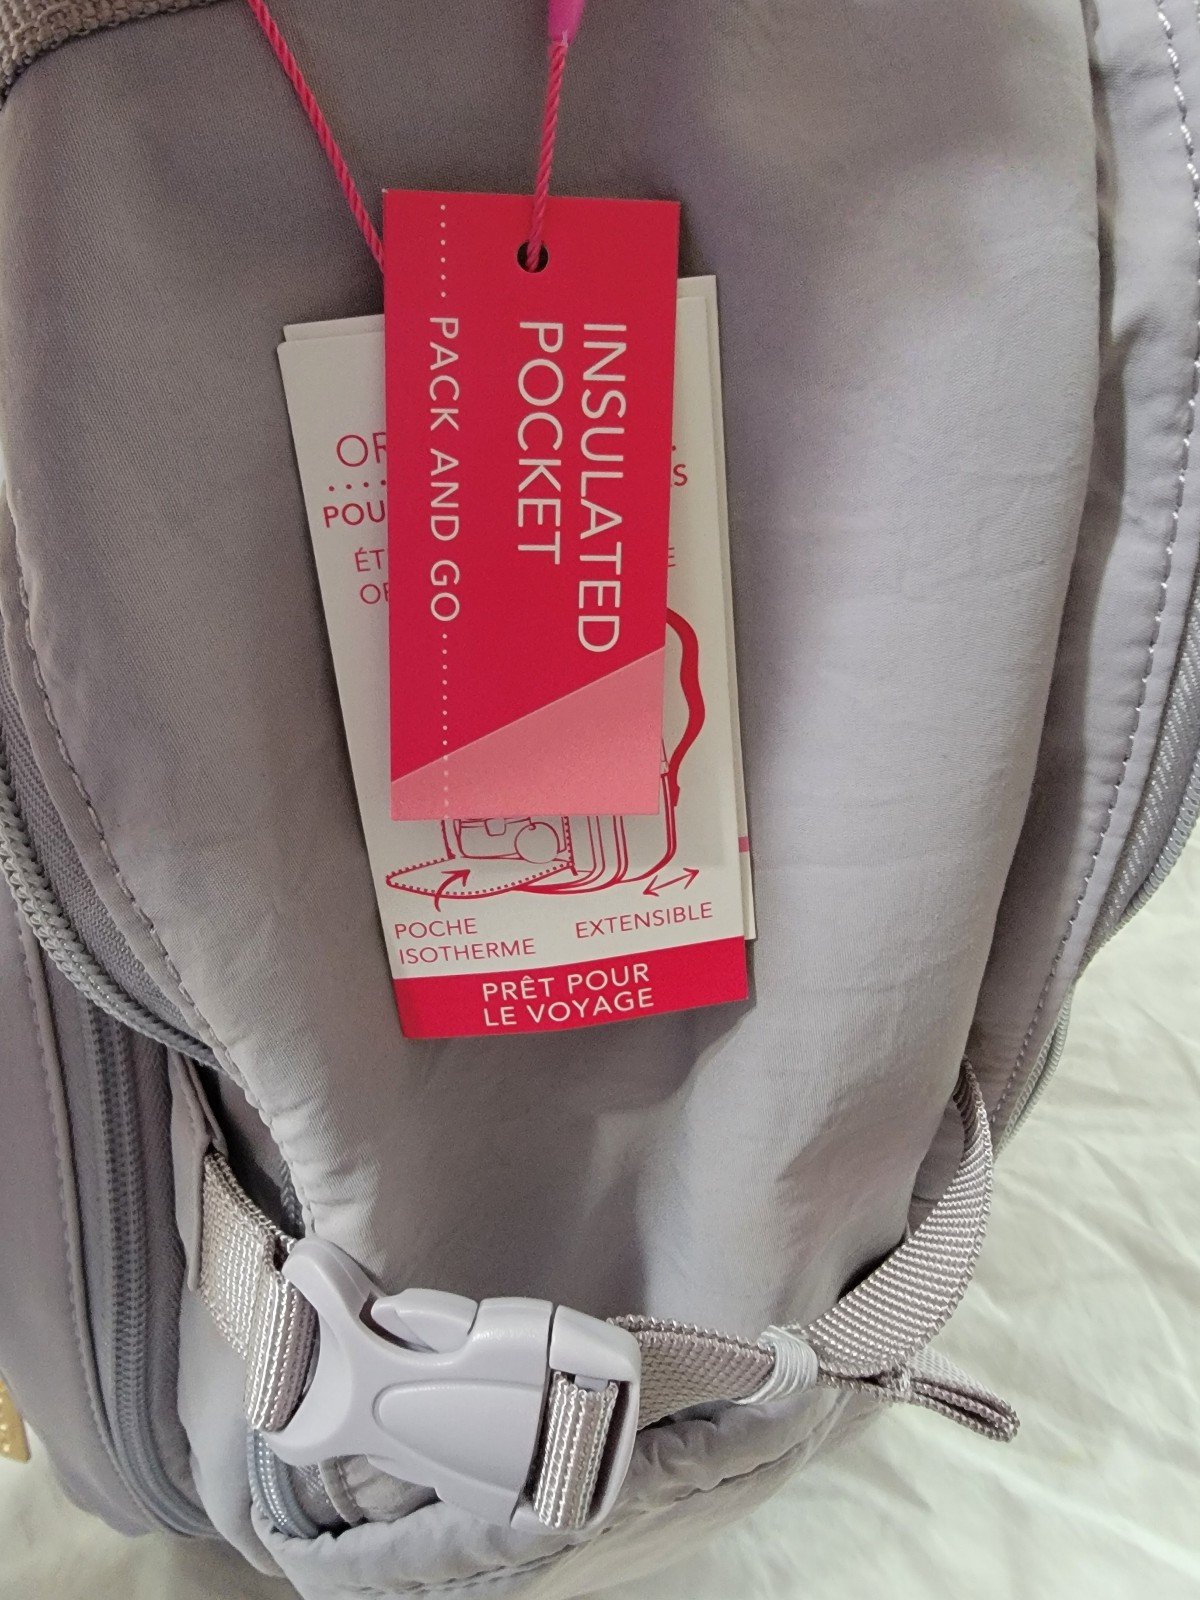 INSULATED
POCKET
PACK AND GO
POCHE
ISOTHERME
EXTENSIBLE
PRÊT POUR
LE VOYAGE